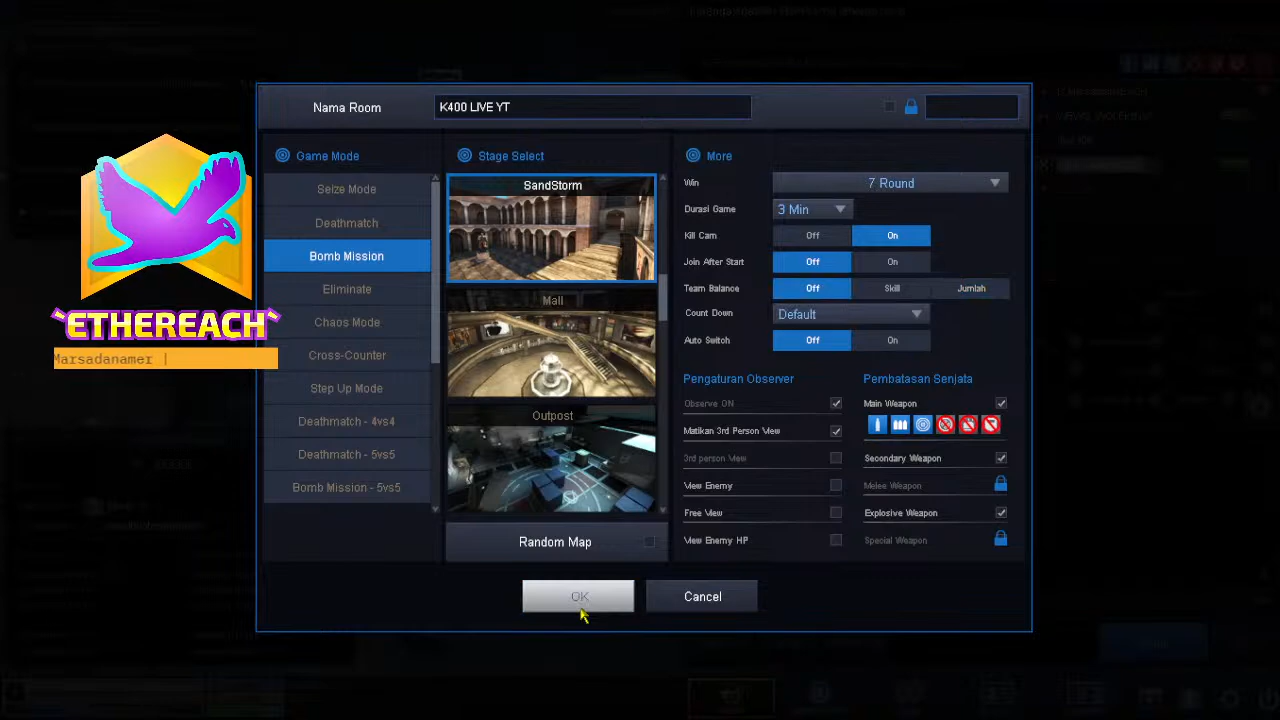 Nama Room
K400 LIVE YT
Game Mode
Seize Mode
Deathmatch
Bomb Mission
Eliminate
Chaos Mode
Cross-Counter
Step Up Mode
Deathmatch - 4vs4
Deathmatch - 5vs5
Bomb Mission - 5vs5
Stage Select
SandStorm
Mall
Outpost
Random Map
More
Win 7 Round
Durasi Game 3 Min
Kill Cam Off On
Join After Start Off On
Team Balance Off Skill Jumlah
Count Down Default
Auto Switch Off On
Pengaturan Observer
Observe ON
Matikan 3rd Person View
3rd person View
View Enemy
Free View
View Enemy HP
Pembatasan Senjata
Main Weapon
Secondary Weapon
Melee Weapon
Explosive Weapon
Special Weapon
OK
Cancel
`ETHEREACH`
Marsadanamer |